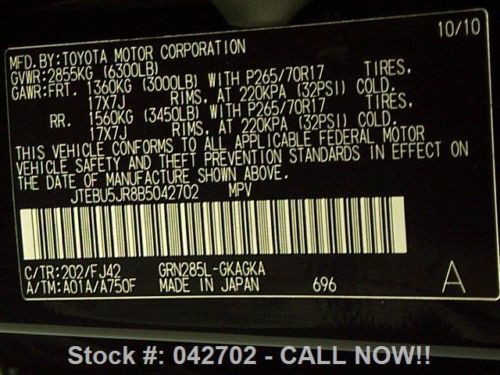 MFD. BY: TOYOTA MOTOR CORPORATION 10/10
GVWR: 2855KG (6300LB)
GAWR: FRT. 1360KG (3000LB) WITH P265/70R17 TIRES,
17X7J RIMS, AT 220KPA (32PSI) COLD.
RR. 1560KG (3450LB) WITH P265/70R17 TIRES,
17X7J RIMS, AT 220KPA (32PSI) COLD.
THIS VEHICLE CONFORMS TO ALL APPLICABLE FEDERAL MOTOR
VEHICLE SAFETY AND THEFT PREVENTION STANDARDS IN EFFECT ON
THE DATE OF MANUFACTURE SHOWN ABOVE.
JTEBU5JR8B5042702 MPV
C/TR: 202/FJ42 GRN285L-GKAGKA
A/TM: A01A/A750F MADE IN JAPAN 696 A
Stock #: 042702 - CALL NOW!!